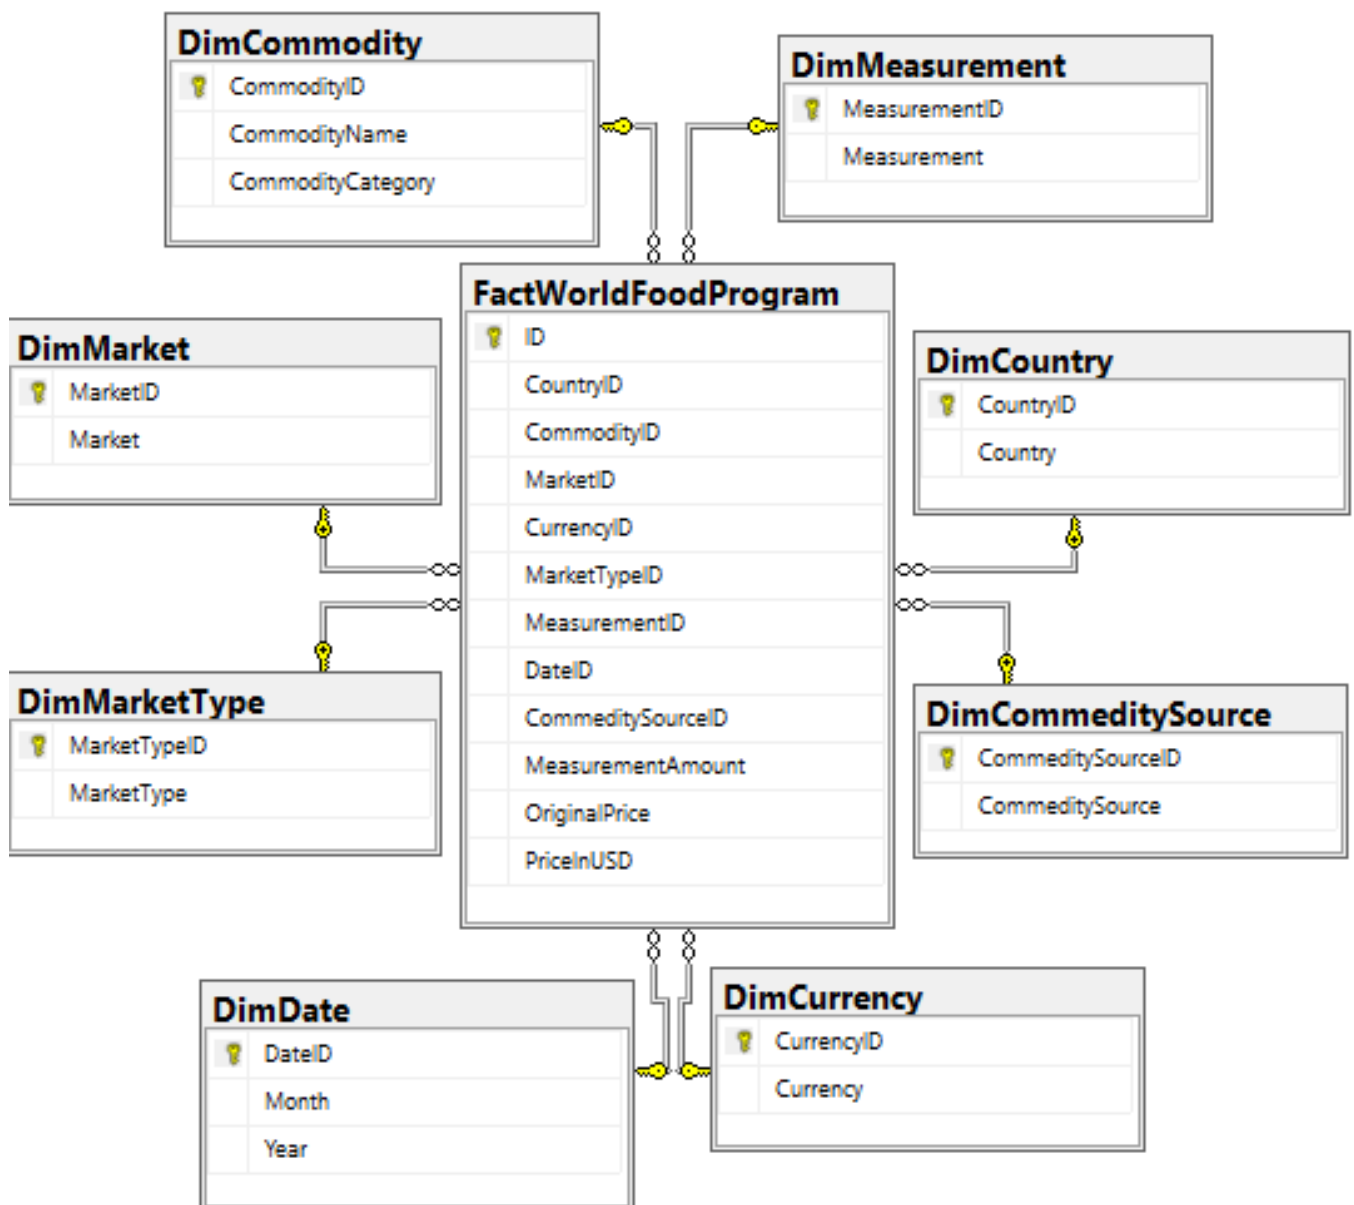 DimCommodity
CommodityID
CommodityName
CommodityCategory
DimMeasurement
MeasurementID
Measurement
FactWorldFoodProgram
ID
CountryID
CommodityID
MarketID
CurrencyID
MarketTypeID
MeasurementID
DateID
CommeditySourceID
MeasurementAmount
OriginalPrice
PriceInUSD
DimMarket
MarketID
Market
DimCountry
CountryID
Country
DimMarketType
MarketTypeID
MarketType
DimCommeditySource
CommeditySourceID
CommeditySource
DimDate
DateID
Month
Year
DimCurrency
CurrencyID
Currency